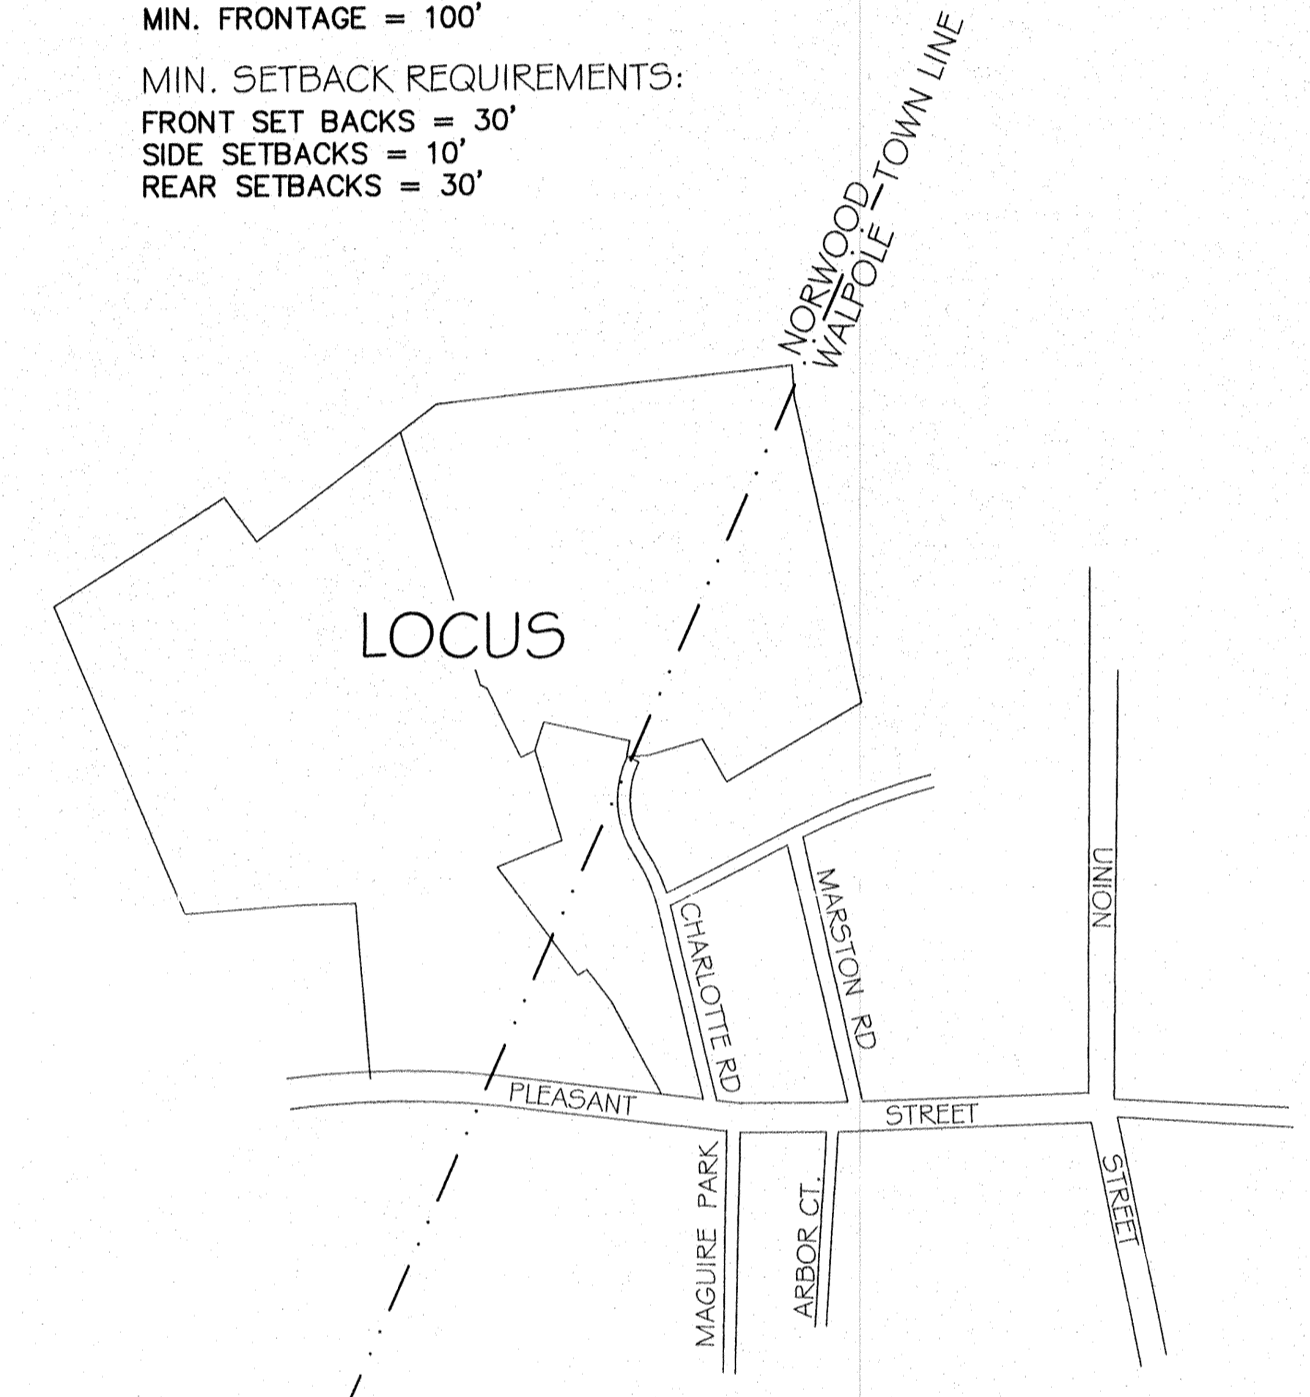 MIN. FRONTAGE = 100'
MIN. SETBACK REQUIREMENTS:
FRONT SET BACKS = 30'
SIDE SETBACKS = 10'
REAR SETBACKS = 30'
NORWOOD
WALPOLE
TOWN LINE
LOCUS
UNION
MARSTON RD
CHARLOTTE RD
PLEASANT
STREET
MAGUIRE PARK
ARBOR CT.
STREET